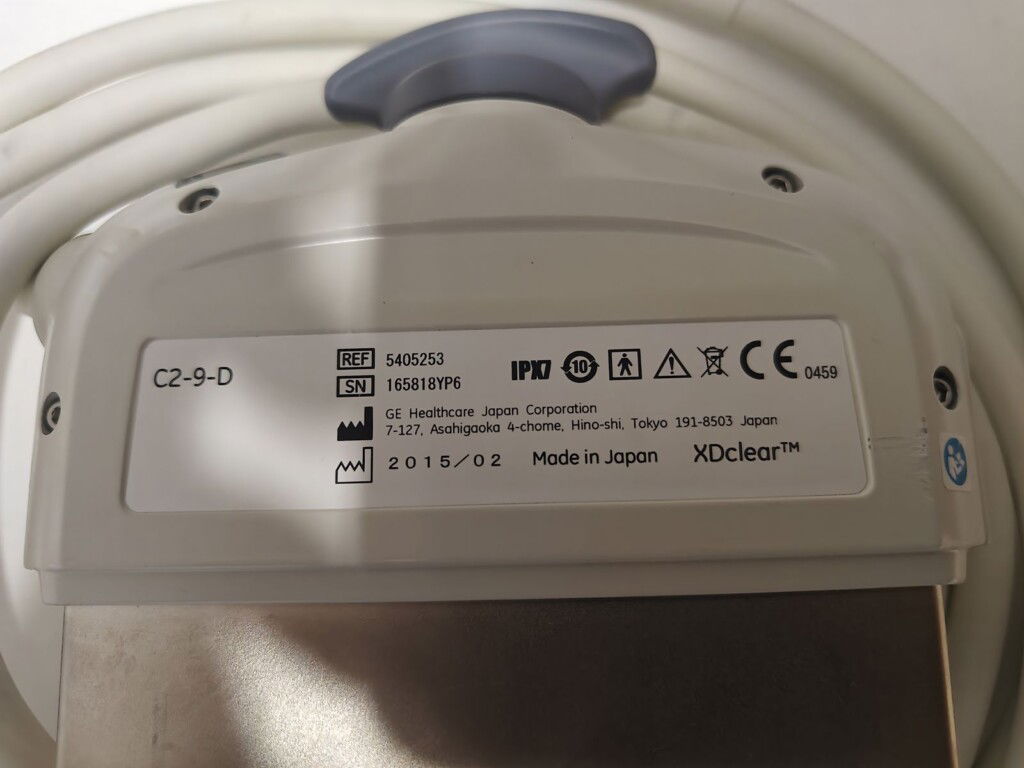 C2-9-D
REF 5405253
SN 165818YP6
IPX7 10 CE 0459
GE Healthcare Japan Corporation
7-127, Asahigaoka 4-chome, Hino-shi, Tokyo 191-8503 Japan
2015/02 Made in Japan XDclear™